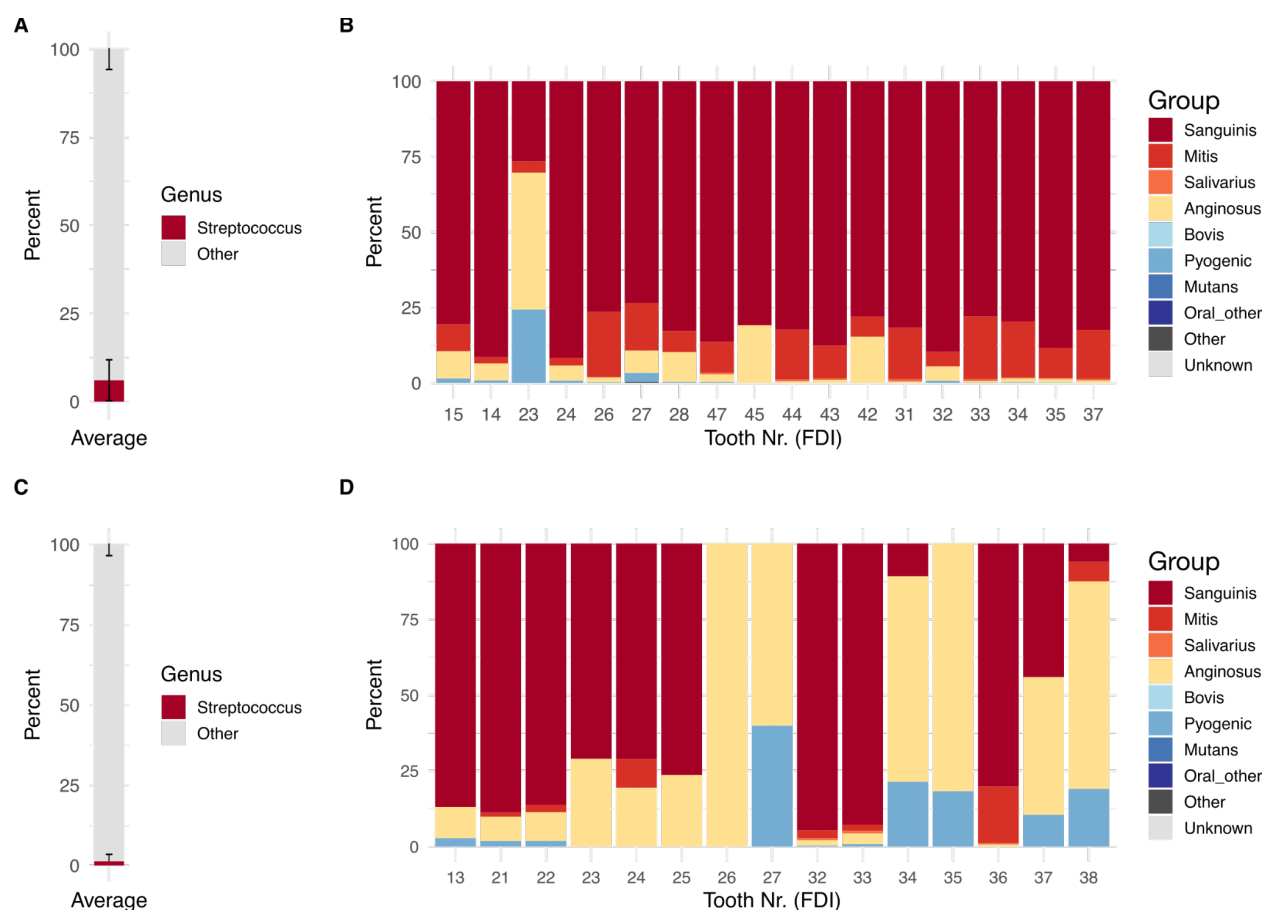 A
B
100
75
50
25
0
Percent
Average
Genus
Streptococcus
Other
100
75
50
25
0
Percent
15 14 23 24 26 27 28 47 45 44 43 42 31 32 33 34 35 37
Tooth Nr. (FDI)
Group
Sanguinis
Mitis
Salivarius
Anginosus
Bovis
Pyogenic
Mutans
Oral_other
Other
Unknown
C
D
100
75
50
25
0
Percent
Average
Genus
Streptococcus
Other
100
75
50
25
0
Percent
13 21 22 23 24 25 26 27 32 33 34 35 36 37 38
Tooth Nr. (FDI)
Group
Sanguinis
Mitis
Salivarius
Anginosus
Bovis
Pyogenic
Mutans
Oral_other
Other
Unknown